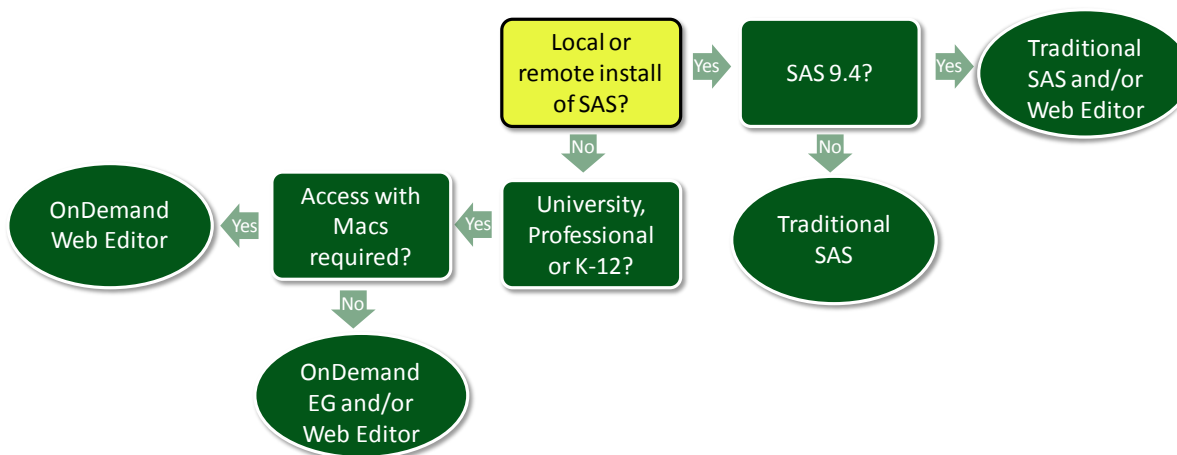 Local or
remote install
of SAS?
Yes
SAS 9.4?
Yes
Traditional
SAS and/or
Web Editor
No
No
OnDemand
Web Editor
Yes
Access with
Macs
required?
Yes
University,
Professional
or K-12?
Traditional
SAS
No
OnDemand
EG and/or
Web Editor